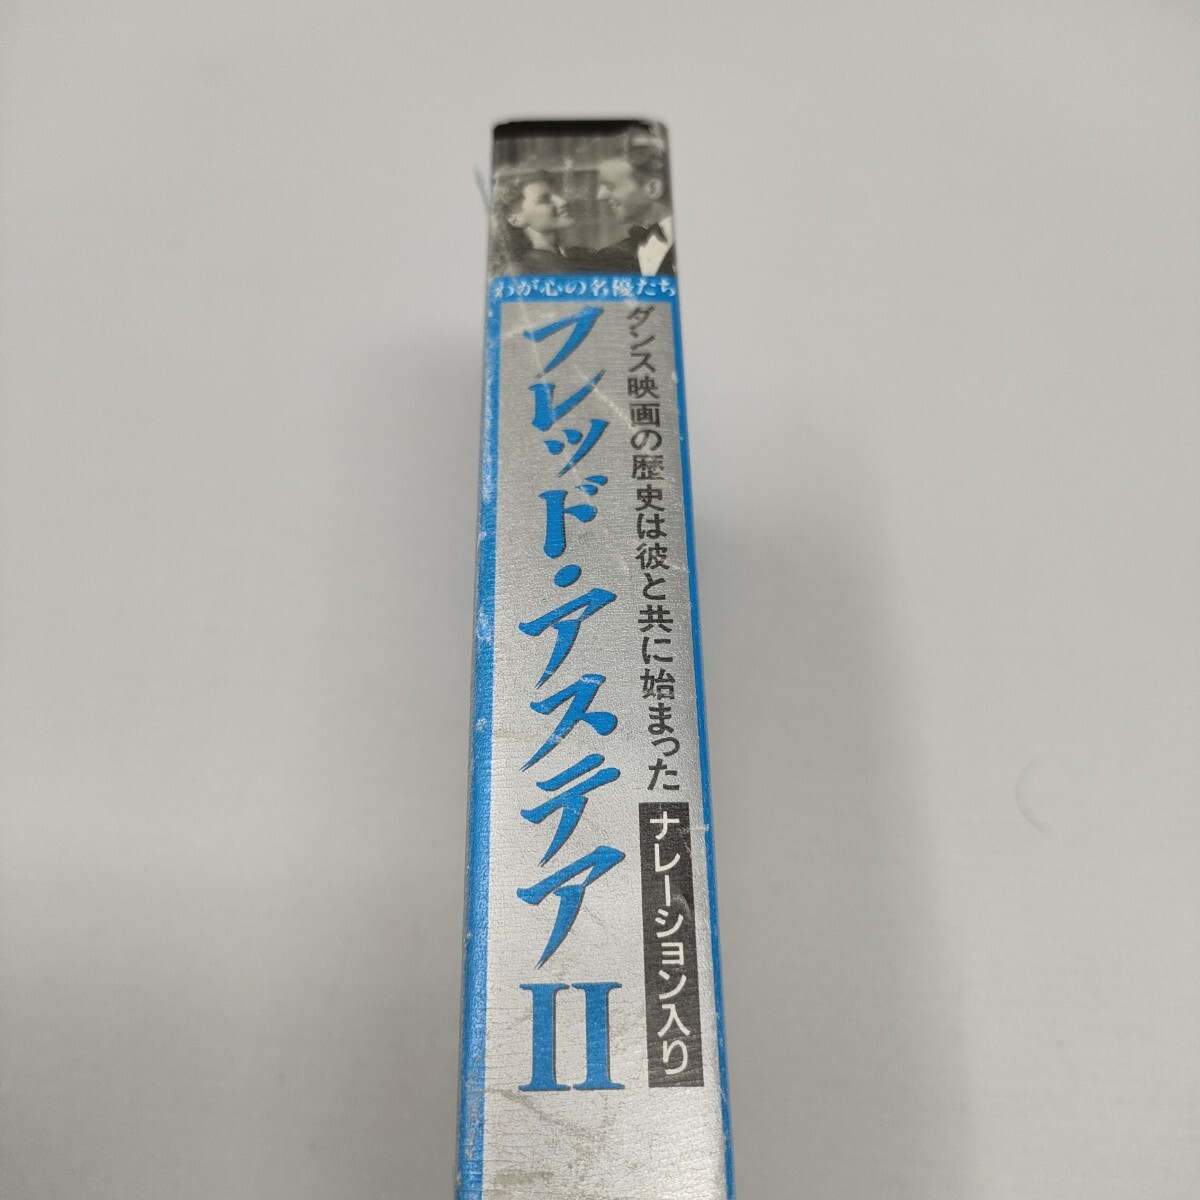 わが心の名優たち
ダンス映画の歴史は彼と共に始まった
ナレーション入り
フレッド・アステア II